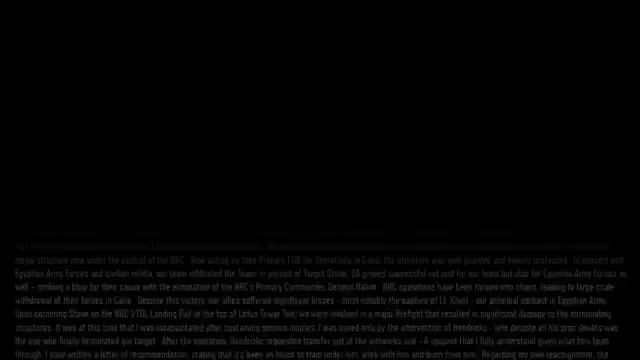 mega-structure now under the control of the NRC. Now acting as their Primary FOB for Operations in Cairo, the structure was well guarded and heavily protected. In concert with
Egyptian Army Forces and civilian militia, our team infiltrated the Tower in pursuit of Target Stone. OA proved successful not just for our team but also for Egyptian Army Forces as
well - striking a blow for their cause with the elimination of the NRC's Primary Commander, General Hakim. NRC operations have been thrown into chaos, leading to large scale
withdrawal of their forces in Cairo. Despite this victory, our allies suffered significant losses - most notably the capture of Lt. Khalil - our principal contact in Egyptian Army.
Upon cornering Stone on the NRC VTOL Landing Pad at the top of Lotus Tower Two, we were involved in a major firefight that resulted in significant damage to the surrounding
structures. It was at this time that I was incapacitated after sustaining serious injuries. I was saved only by the intervention of Hendricks - who despite all his prior doubts was
the one who finally terminated our target. After the operation, Hendricks requested transfer out of the wetworks unit - A request that I fully understand given what he's been
through. I have written a letter of recommendation, stating that it's been an honor to train under him, work with him and learn from him. Regarding my own reassignment, the